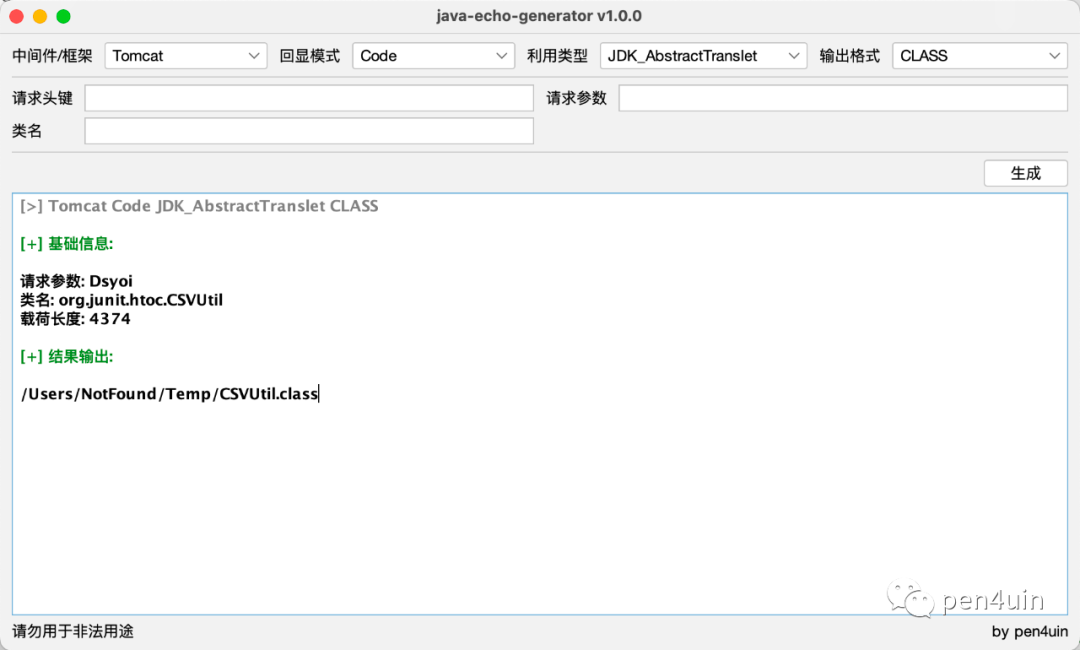 java-echo-generator v1.0.0
中间件/框架 Tomcat 回显模式 Code 利用类型 JDK_AbstractTranslet 输出格式 CLASS
请求头键 请求参数
类名
生成
[>] Tomcat Code JDK_AbstractTranslet CLASS
[+] 基础信息:
请求参数: Dsyoi
类名: org.junit.htoc.CSVUtil
载荷长度: 4374
[+] 结果输出:
/Users/NotFound/Temp/CSVUtil.class
pen4uin
请勿用于非法用途 by pen4uin